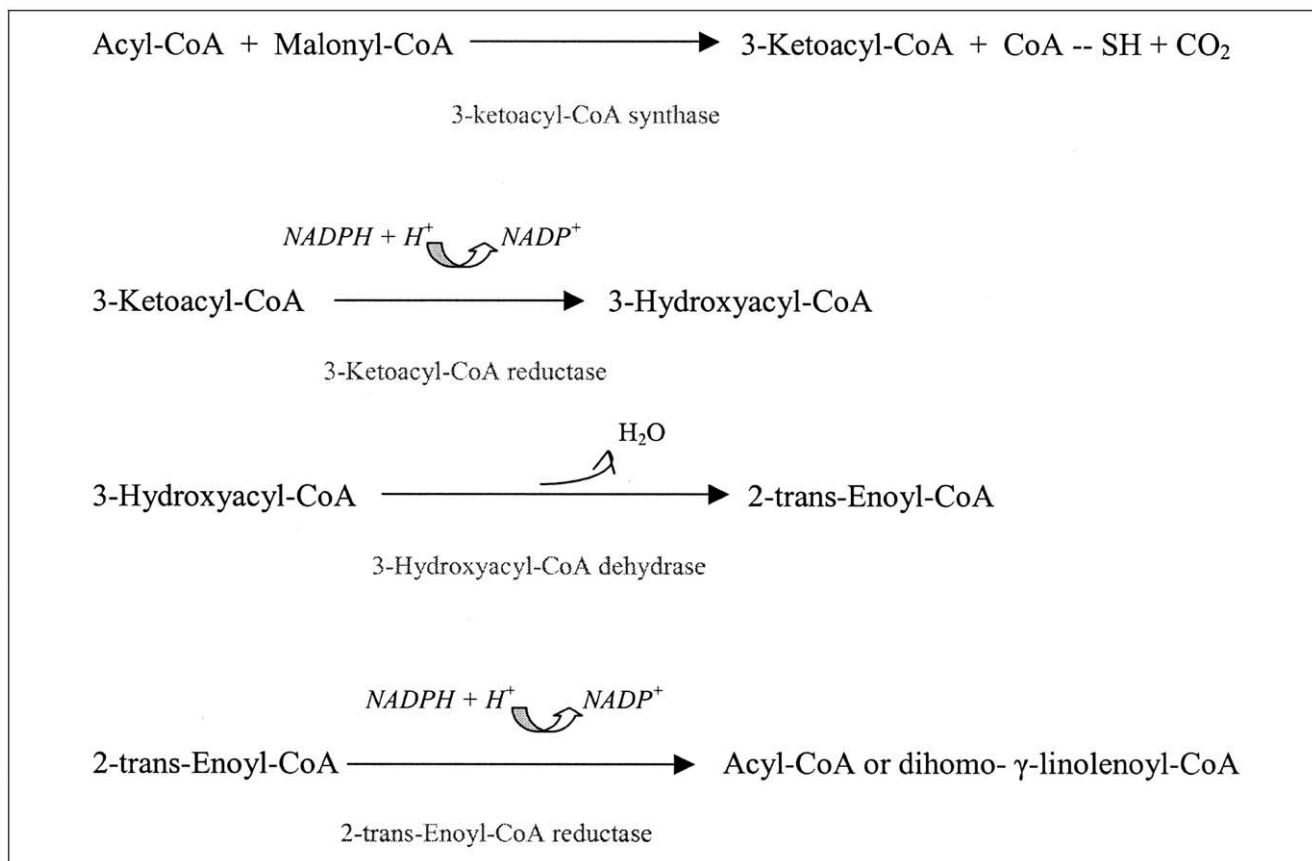 Acyl-CoA + Malonyl-CoA 3-Ketoacyl-CoA + CoA -- SH + CO₂
3-ketoacyl-CoA synthase
NADPH + H⁺ NADP⁺
3-Ketoacyl-CoA 3-Hydroxyacyl-CoA
3-Ketoacyl-CoA reductase
H₂O
3-Hydroxyacyl-CoA 2-trans-Enoyl-CoA
3-Hydroxyacyl-CoA dehydrase
NADPH + H⁺ NADP⁺
2-trans-Enoyl-CoA Acyl-CoA or dihomo- γ-linolenoyl-CoA
2-trans-Enoyl-CoA reductase